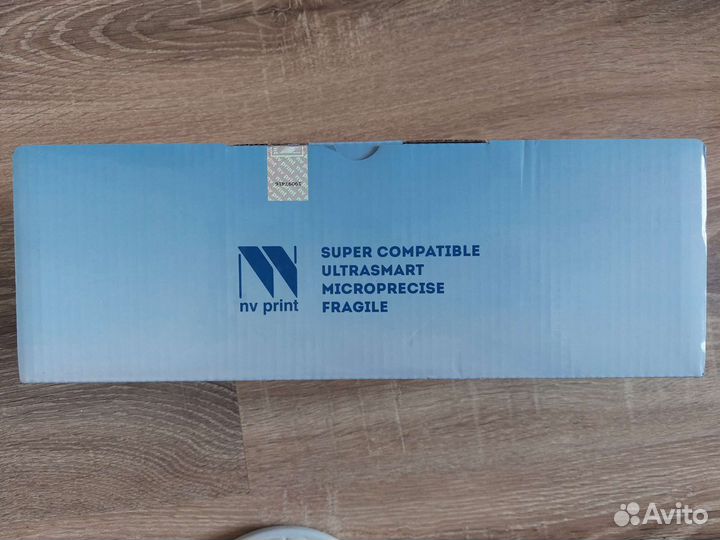 SUPER COMPATIBLE
ULTRASMART
MICROPRECISE
FRAGILE
nv print
Avito